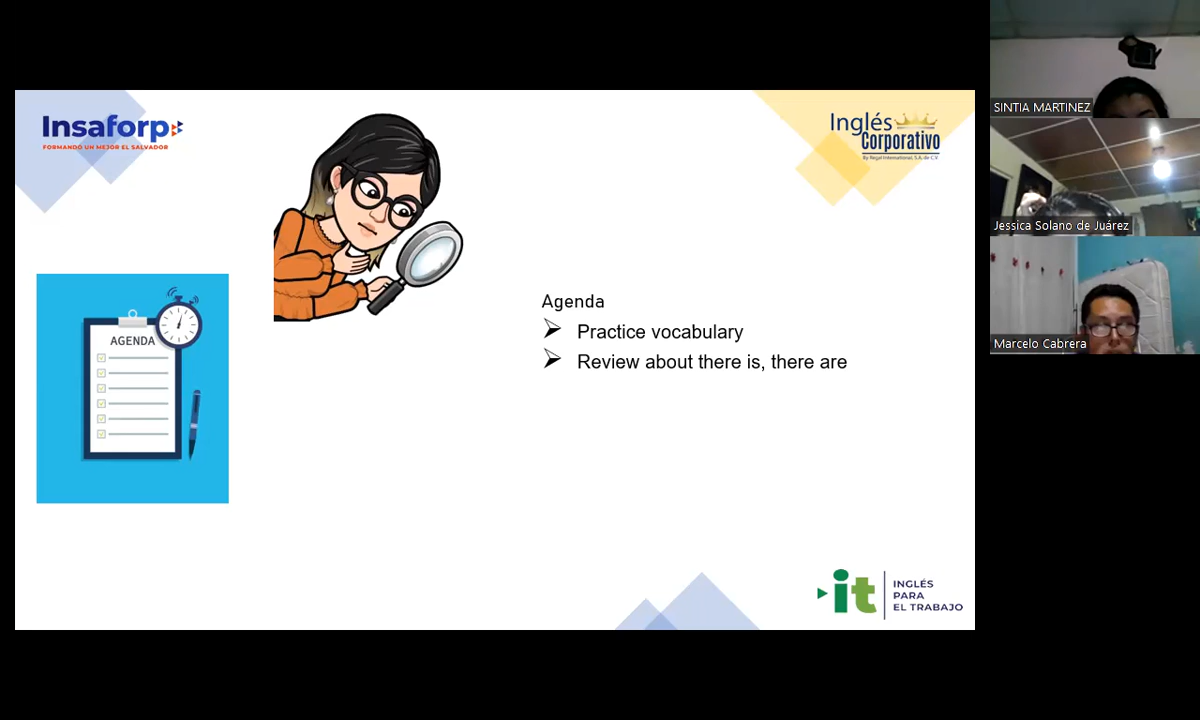 Insaforp
FORMANDO UN MEJOR EL SALVADOR
Inglés
Corporativo
By Regal International, S.A. de C.V.
AGENDA
Agenda
Practice vocabulary
Review about there is, there are
it
INGLÉS
PARA
EL TRABAJO
SINTIA MARTINEZ
Jessica Solano de Juárez
Marcelo Cabrera